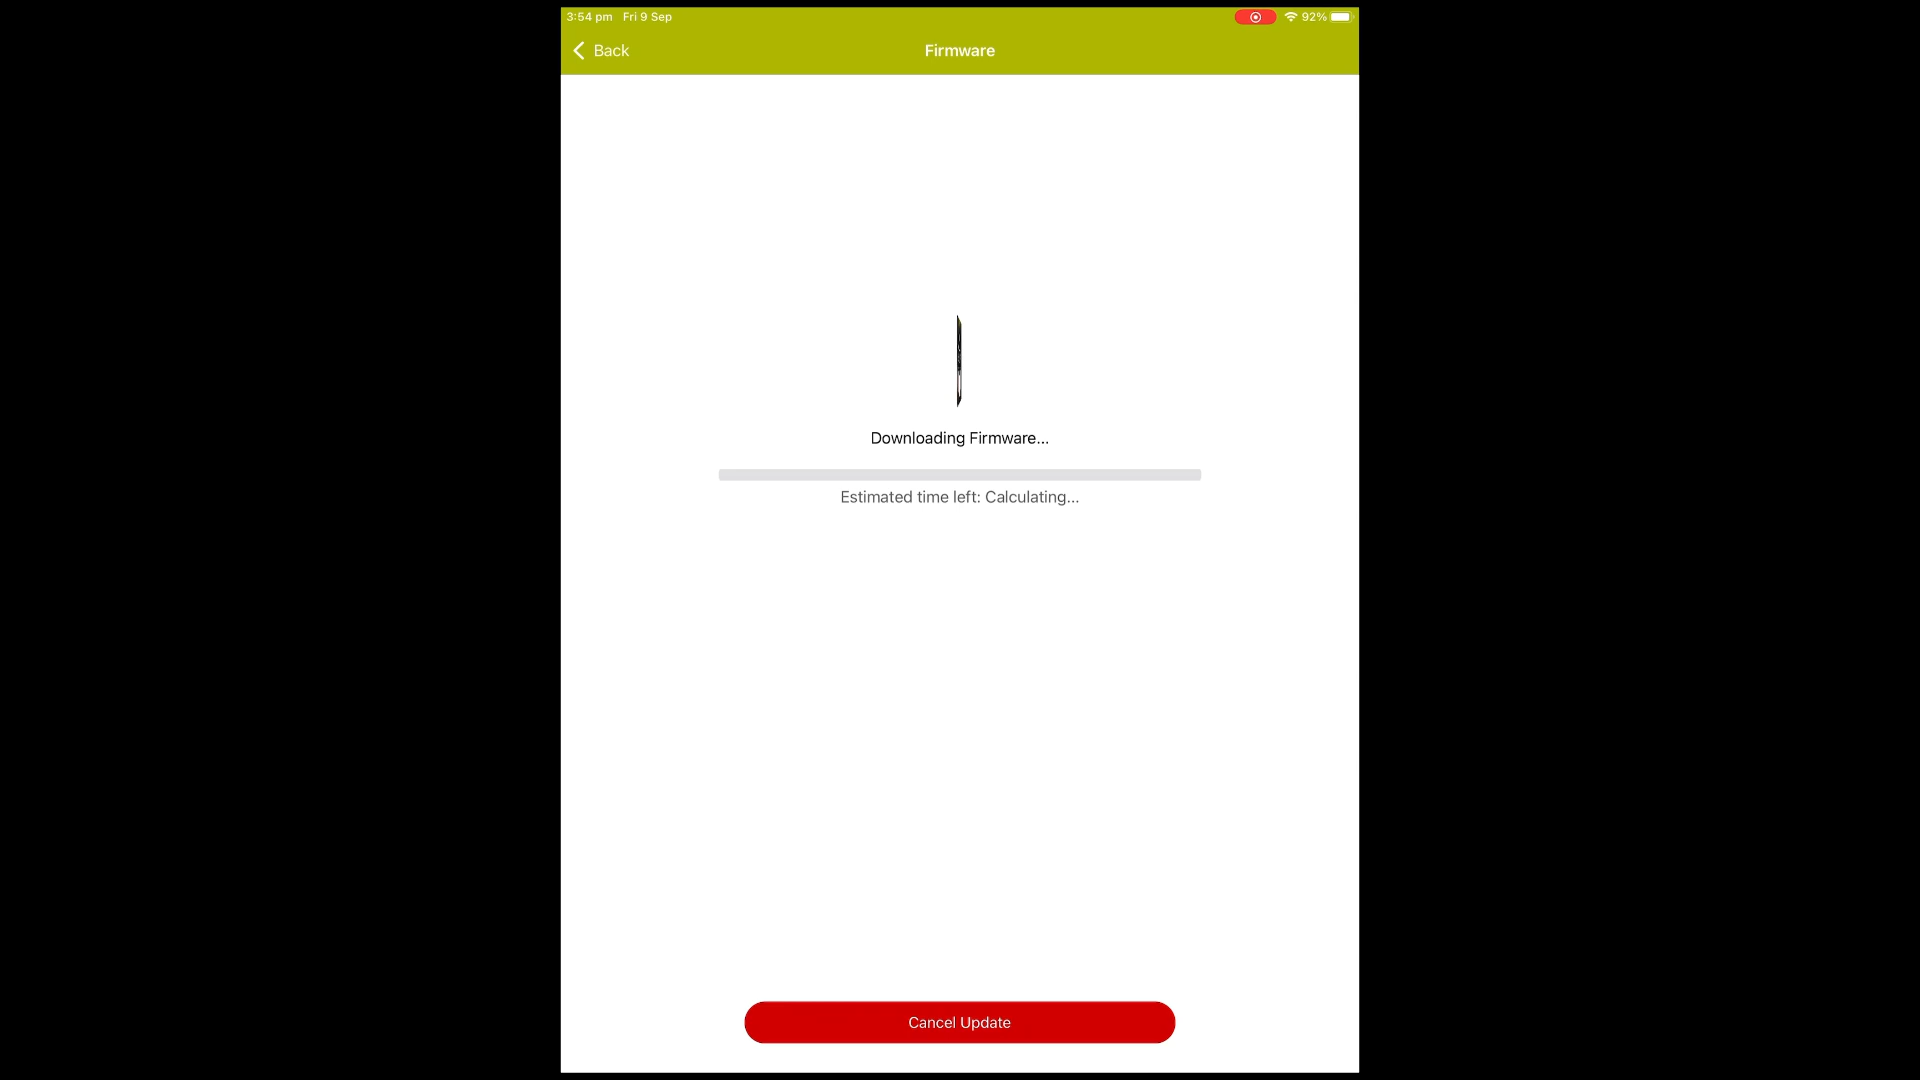 3:54 pm Fri 9 Sep 92%
Back Firmware
Downloading Firmware...
Estimated time left: Calculating...
Cancel Update